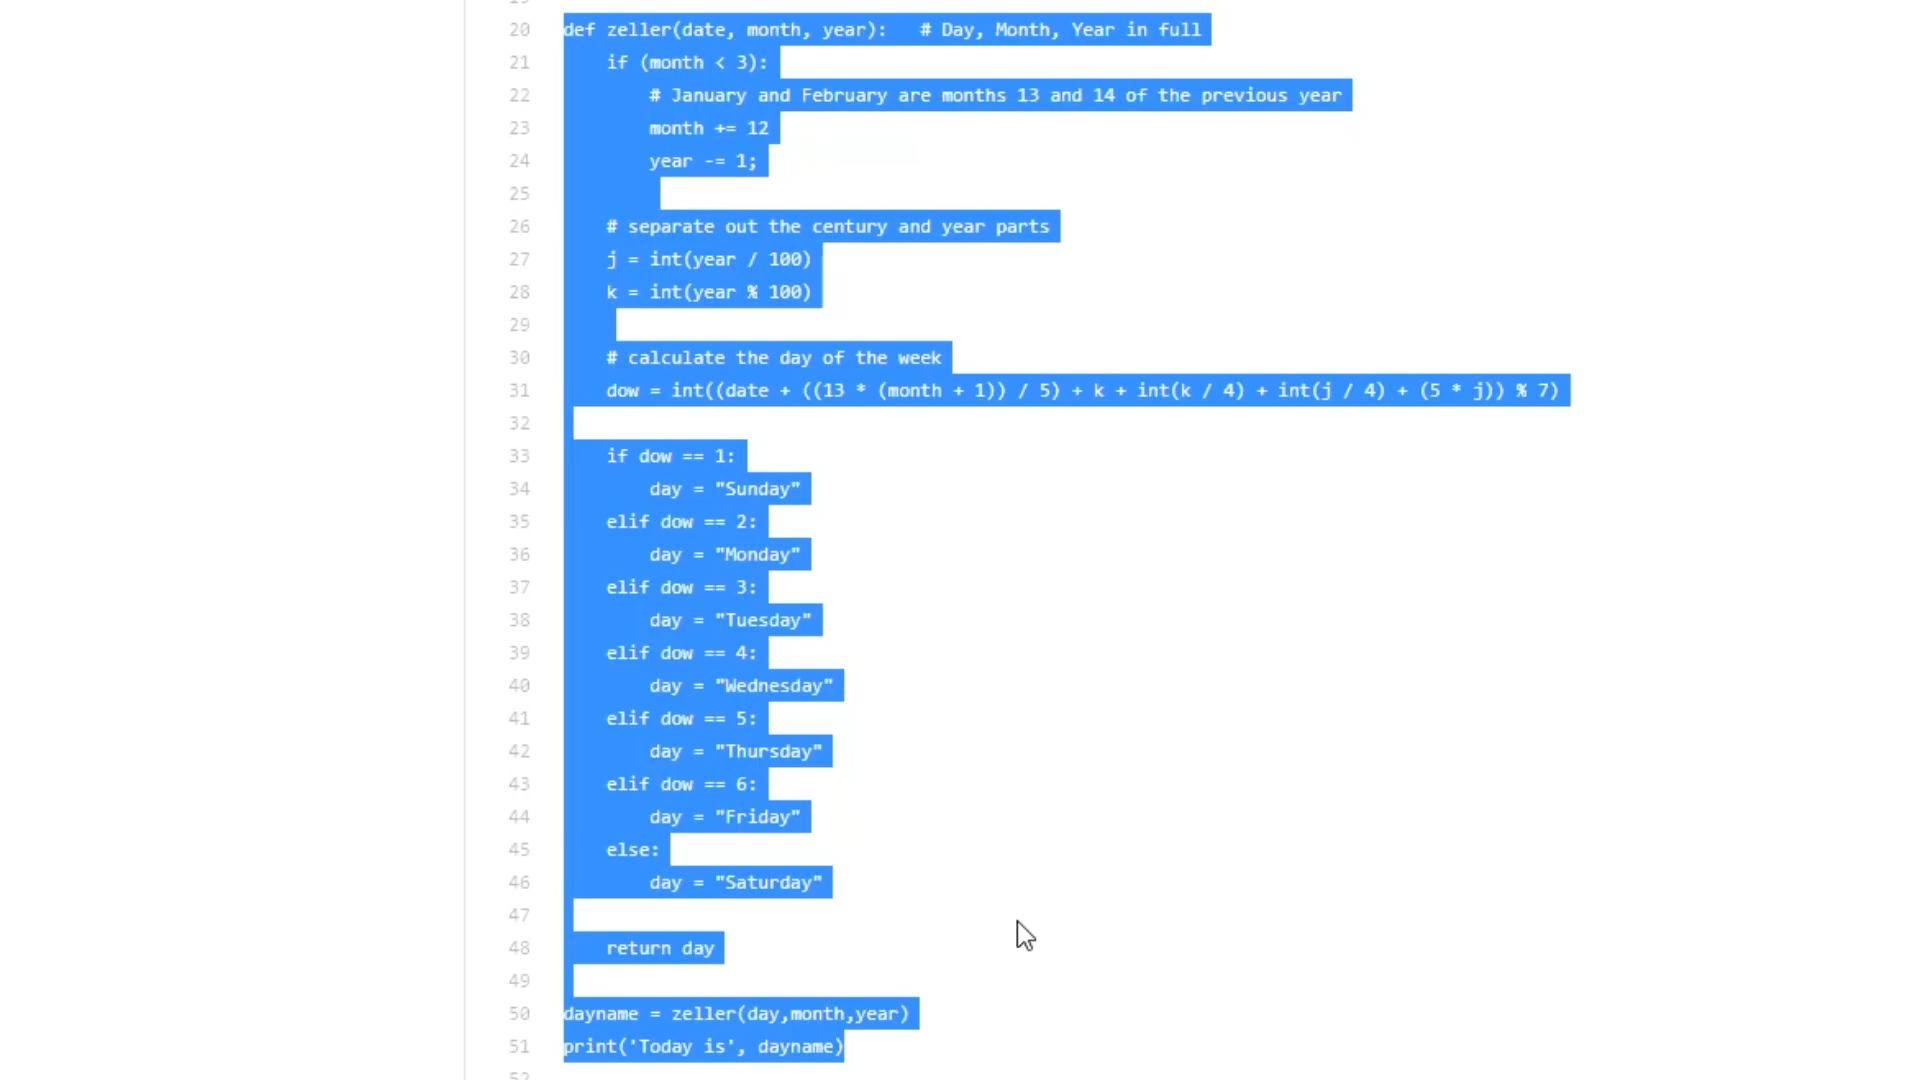 20 def zeller(date, month, year):   # Day, Month, Year in full
21     if (month < 3):
22         # January and February are months 13 and 14 of the previous year
23         month += 12
24         year -= 1;
25
26     # separate out the century and year parts
27     j = int(year / 100)
28     k = int(year % 100)
29
30     # calculate the day of the week
31     dow = int((date + ((13 * (month + 1)) / 5) + k + int(k / 4) + int(j / 4) + (5 * j)) % 7)
32
33     if dow == 1:
34         day = "Sunday"
35     elif dow == 2:
36         day = "Monday"
37     elif dow == 3:
38         day = "Tuesday"
39     elif dow == 4:
40         day = "Wednesday"
41     elif dow == 5:
42         day = "Thursday"
43     elif dow == 6:
44         day = "Friday"
45     else:
46         day = "Saturday"
47
48     return day
49
50 dayname = zeller(day,month,year)
51 print('Today is', dayname)